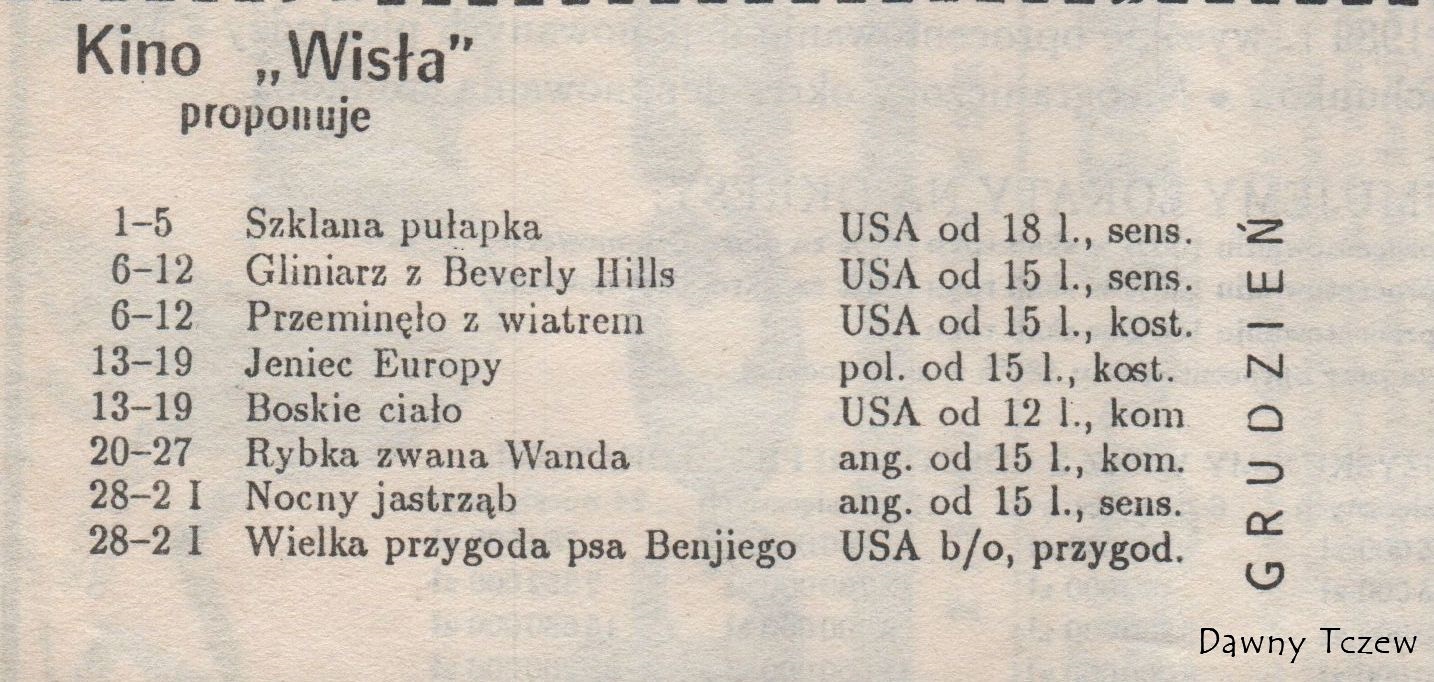 Kino „Wisła”
proponuje
1–5 Szklana pułapka USA od 18 l., sens.
6–12 Gliniarz z Beverly Hills USA od 15 l., sens.
6–12 Przeminęło z wiatrem USA od 15 l., kost.
13–19 Jeniec Europy pol. od 15 l., kost.
13–19 Boskie ciało USA od 12 l., kom
20–27 Rybka zwana Wanda ang. od 15 l., kom.
28–2 I Nocny jastrząb ang. od 15 l., sens.
28–2 I Wielka przygoda psa Benjiego USA b/o, przygod.
GRUDZIEŃ
Dawny Tczew